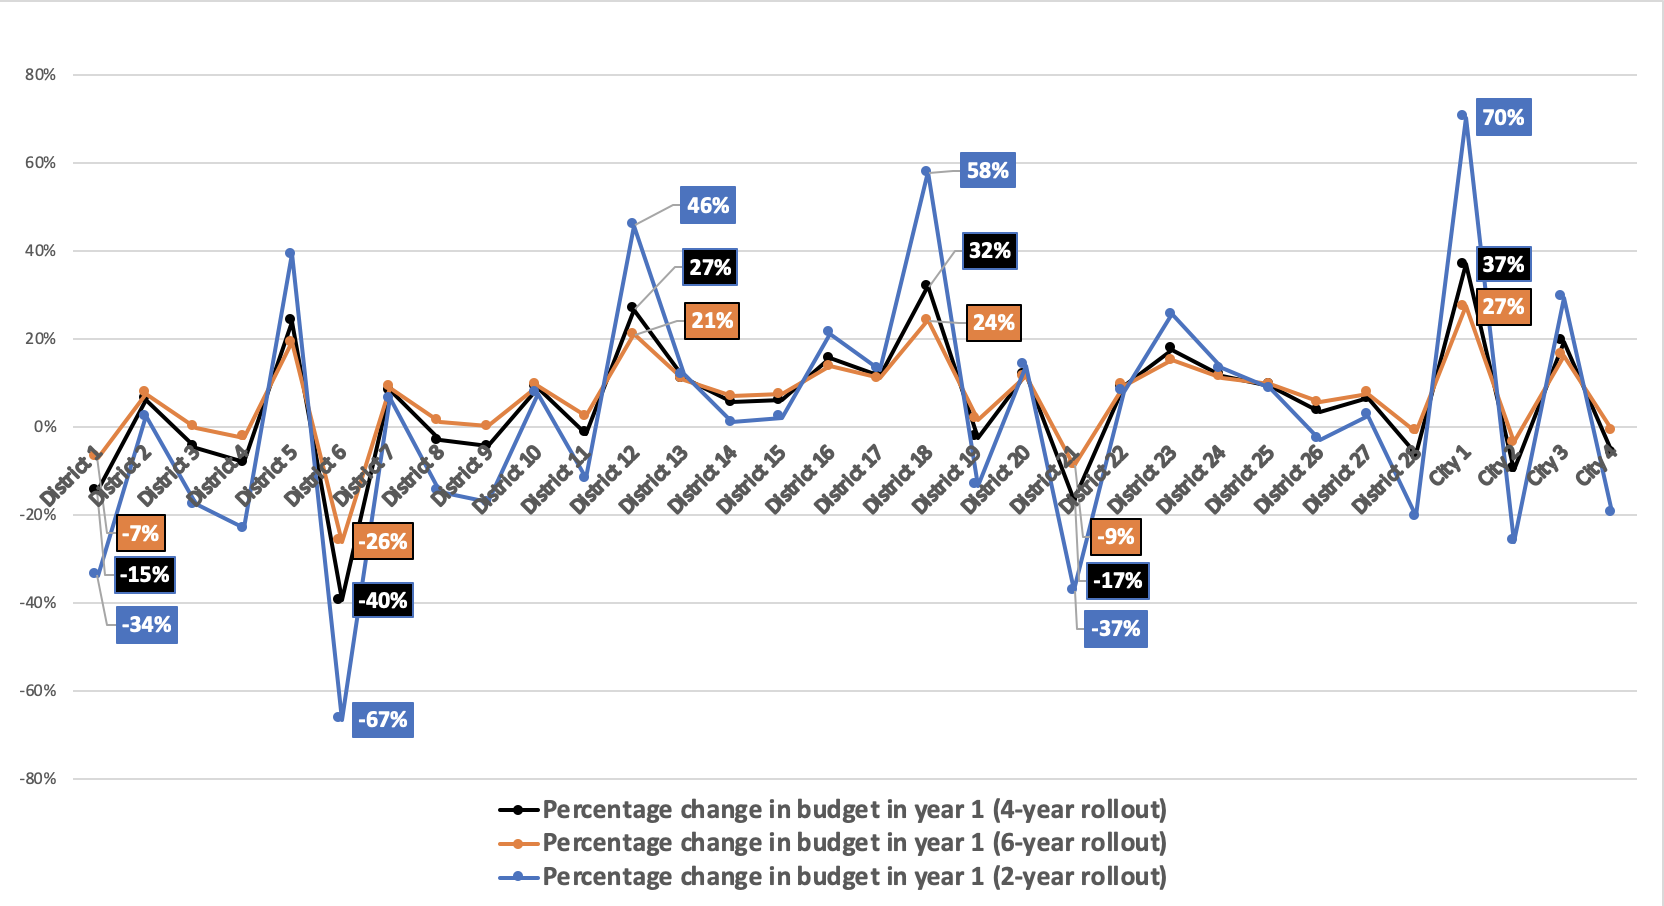 80%
70%
58%
60%
46%
32%
40%
27%
37%
21%
24%
27%
20%
0%
District 1
District 2
District 3
District 4
District 5
District 6
District 7
District 8
District 9
District 10
District 11
District 12
District 13
District 14
District 15
District 16
District 17
District 18
District 19
District 20
District 21
District 22
District 23
District 24
District 25
District 26
District 27
District 28
City 1
City 2
City 3
City 4
-20%
-7%
-26%
-9%
-15%
-17%
-40%
-40%
-34%
-37%
-60%
-67%
-80%
Percentage change in budget in year 1 (4-year rollout)
Percentage change in budget in year 1 (6-year rollout)
Percentage change in budget in year 1 (2-year rollout)